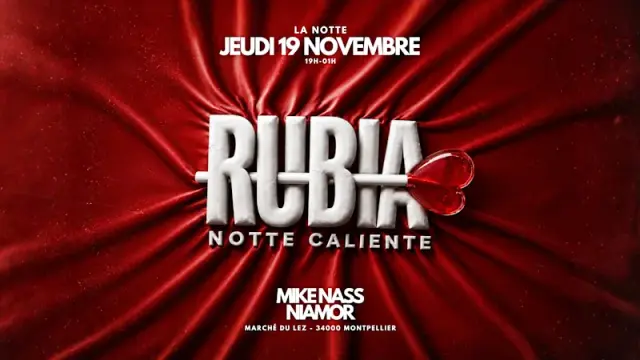 LA NOTTE
JEUDI 19 NOVEMBRE
19H-01H
RUBIA
NOTTE CALIENTE
MIKE NASS
NIAMOR
MARCHÉ DU LEZ - 34000 MONTPELLIER